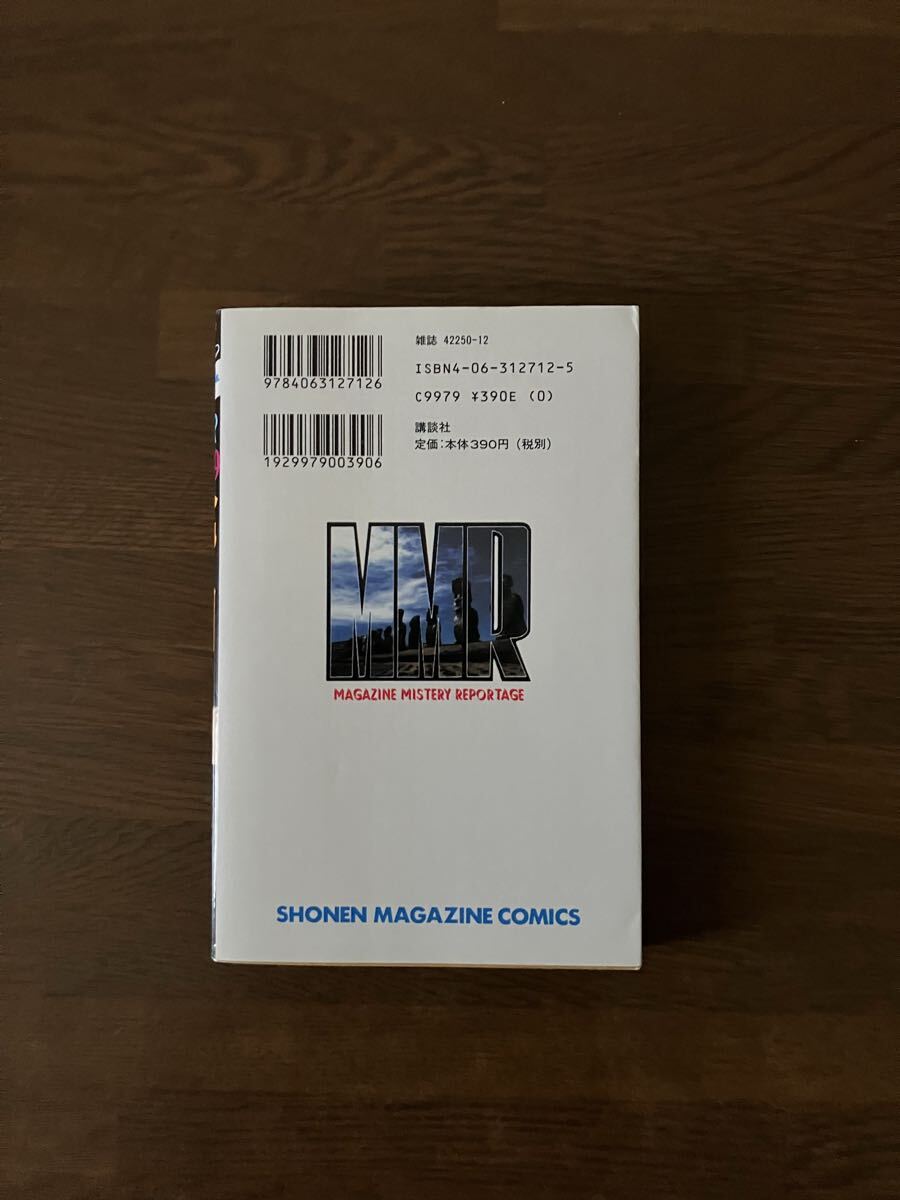 雑誌 42250-12
9784063127126
ISBN4-06-312712-5
C9979 ¥390E (0)
1929979003906
講談社
定価:本体390円(税別)
MMR
MAGAZINE MISTERY REPORTAGE
SHONEN MAGAZINE COMICS